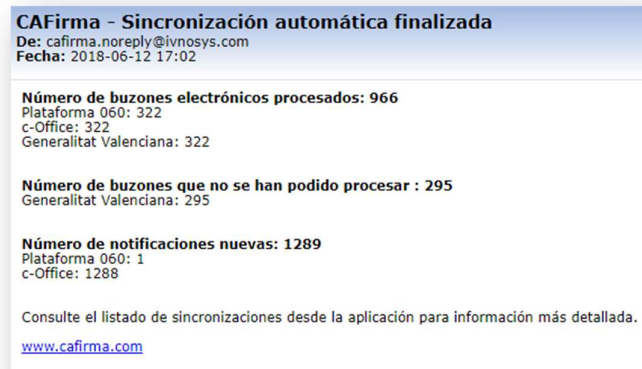 CAFirma - Sincronización automática finalizada
De: cafirma.noreply@ivnosys.com
Fecha: 2018-06-12 17:02
Número de buzones electrónicos procesados: 966
Plataforma 060: 322
c-Office: 322
Generalitat Valenciana: 322
Número de buzones que no se han podido procesar : 295
Generalitat Valenciana: 295
Número de notificaciones nuevas: 1289
Plataforma 060: 1
c-Office: 1288
Consulte el listado de sincronizaciones desde la aplicación para información más detallada.
www.cafirma.com